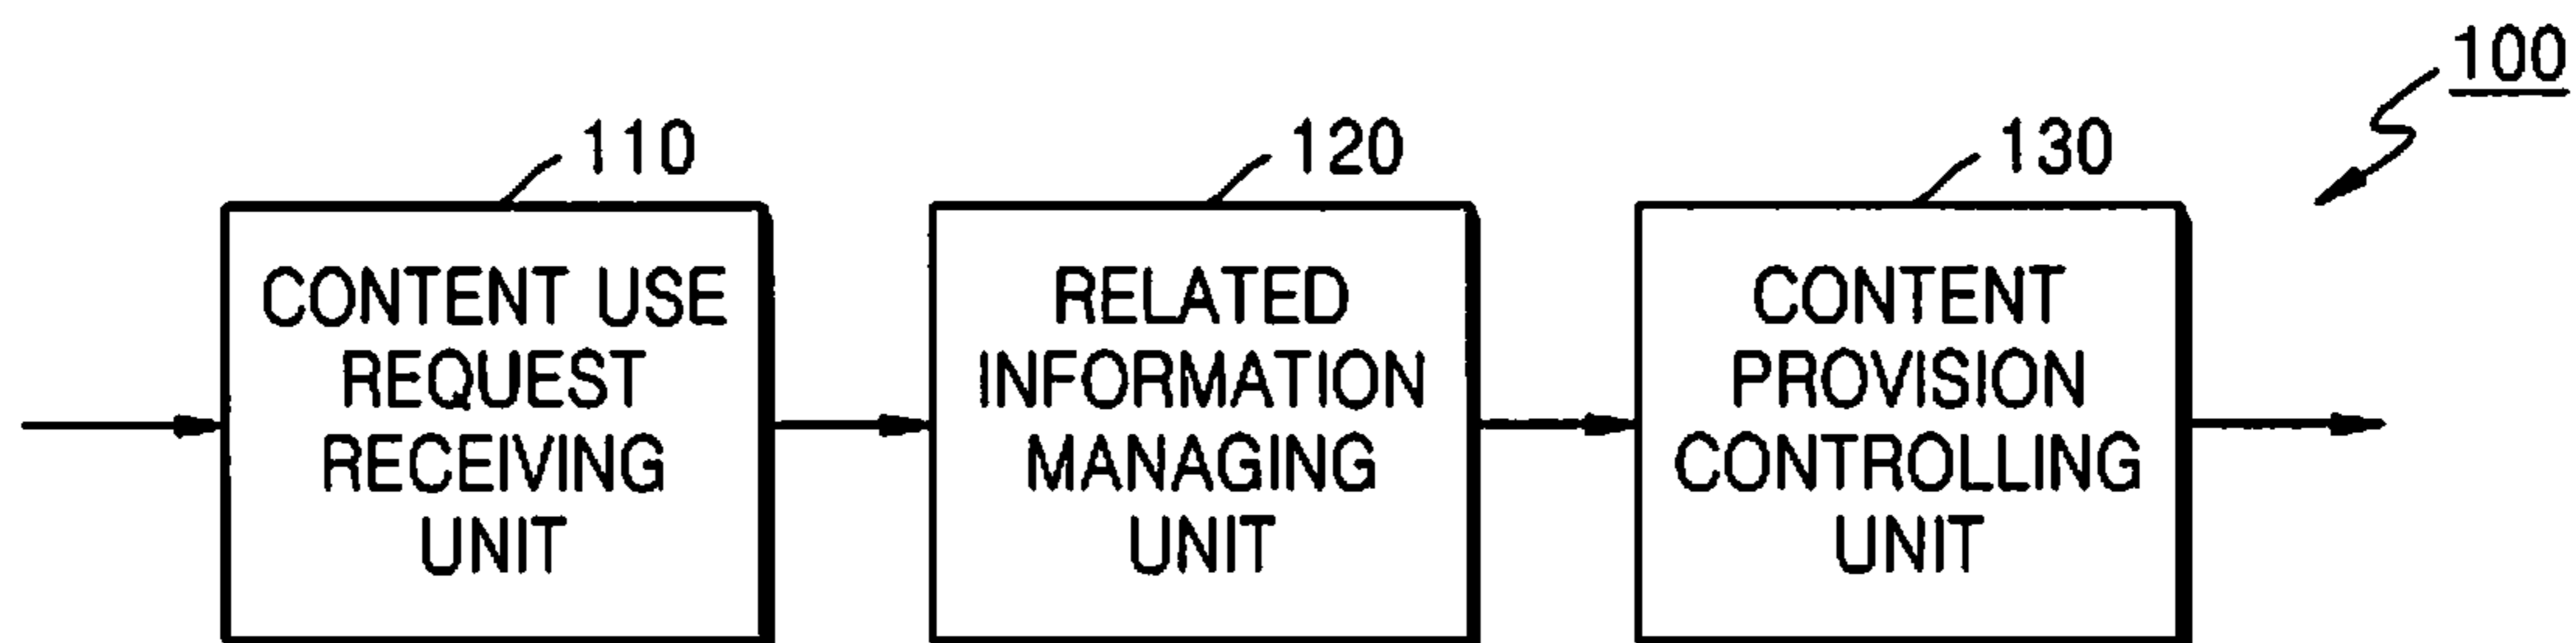 100
110
120
130
CONTENT USE
REQUEST
RECEIVING
UNIT
RELATED
INFORMATION
MANAGING
UNIT
CONTENT
PROVISION
CONTROLLING
UNIT